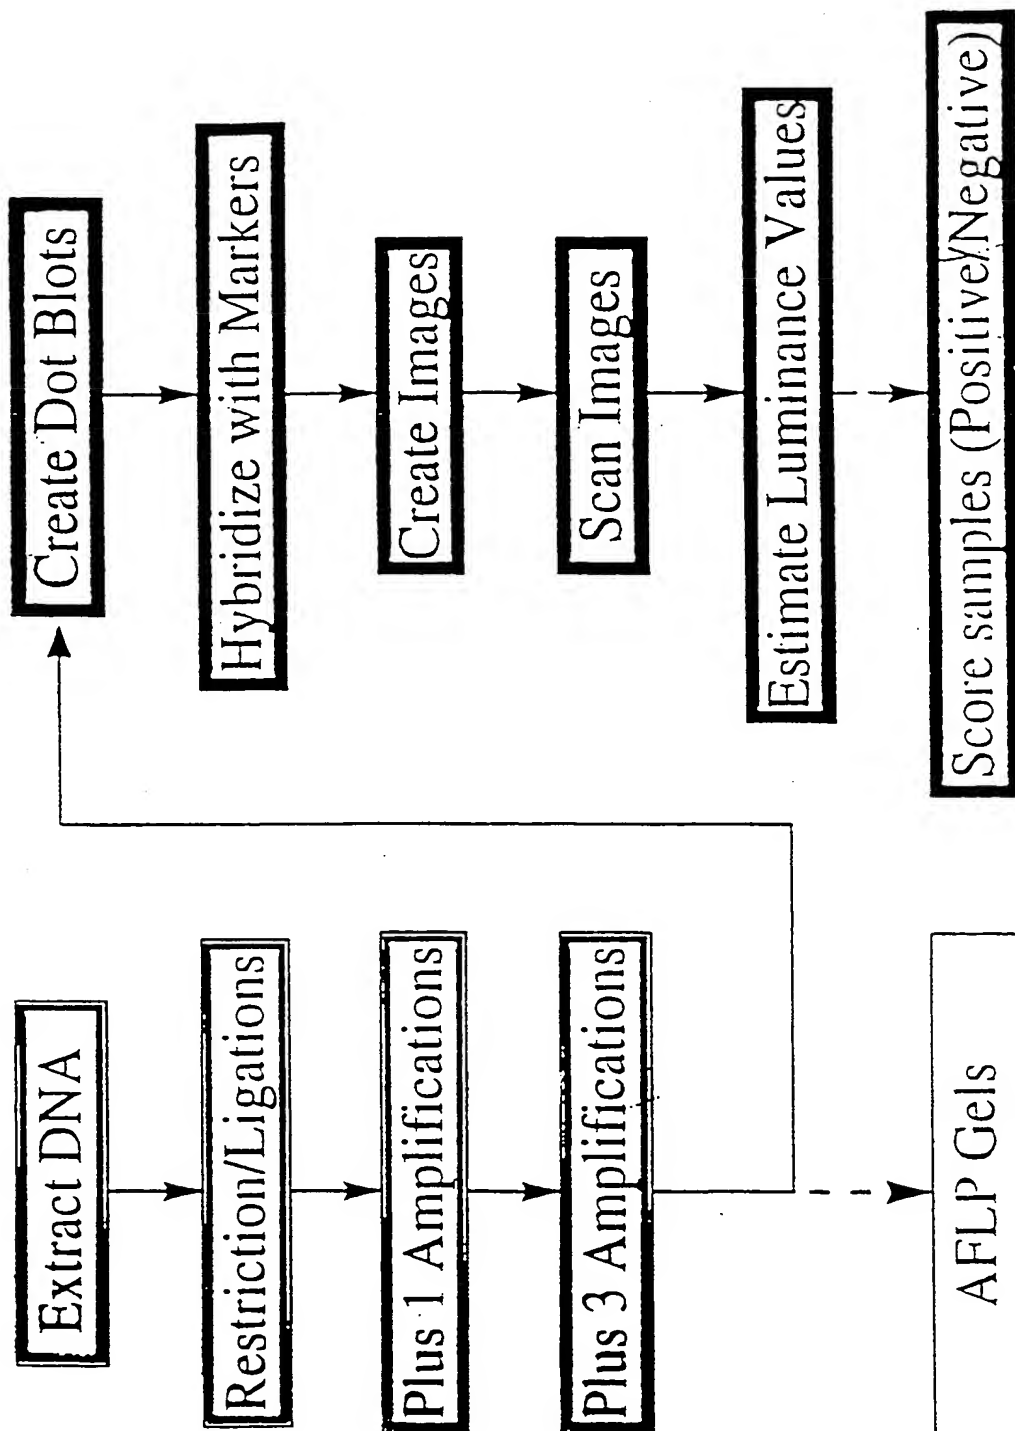 Extract DNA
Restriction/Ligations
Plus 1 Amplifications
Plus 3 Amplifications
AFLP Gels
Create Dot Blots
Hybridize with Markers
Create Images
Scan Images
Estimate Luminance Values
Score samples (Positive/Negative)